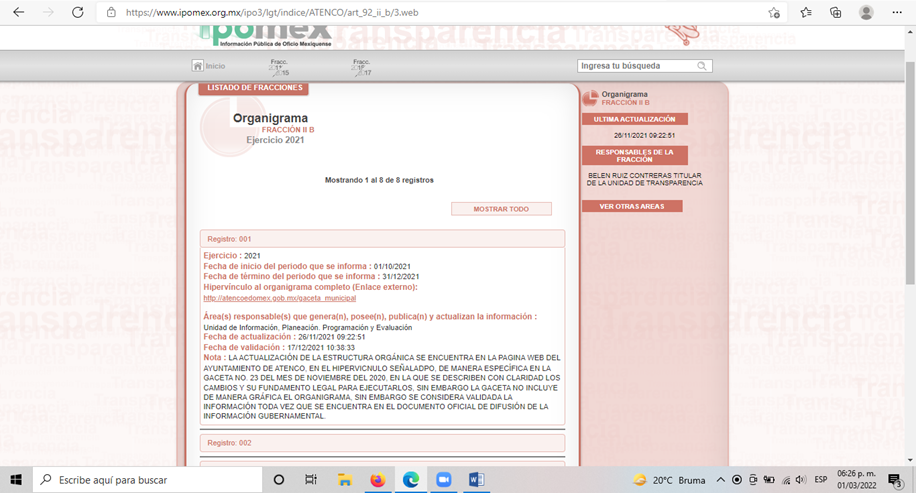 https://www.ipomex.org.mx/ipo3/lgt/indice/ATENCO/art_92_ii_b/3.web
ipomex
Información Pública de Oficio Mexiquense
Inicio
Fracc.
2015
Fracc.
2017
Ingresa tu búsqueda
LISTADO DE FRACCIONES
Organigrama
FRACCIÓN II B
Ejercicio 2021
Mostrando 1 al 8 de 8 registros
MOSTRAR TODO
Registro: 001
Ejercicio : 2021
Fecha de inicio del periodo que se informa : 01/10/2021
Fecha de término del periodo que se informa : 31/12/2021
Hipervínculo al organigrama completo (Enlace externo):
http://atencoedomex.gob.mx/gaceta_municipal
Área(s) responsable(s) que genera(n), posee(n), publica(n) y actualizan la información :
Unidad de Información, Planeación, Programación y Evaluación
Fecha de actualización : 26/11/2021 09:22:51
Fecha de validación : 17/12/2021 10:38:33
Nota : LA ACTUALIZACIÓN DE LA ESTRUCTURA ORGÁNICA SE ENCUENTRA EN LA PAGINA WEB DEL
AYUNTAMIENTO DE ATENCO, EN EL HIPERVICNULO SEÑALADPO, DE MANERA ESPECÍFICA EN LA
GACETA NO. 23 DEL MES DE NOVIEMBRE DEL 2020, EN LA QUE SE DESCRIBEN CON CLARIDAD LOS
CAMBIOS Y SU FUNDAMENTO LEGAL PARA EJECUTARLOS, SIN EMBARGO LA GACETA NO INCLUYE
DE MANERA GRÁFICA EL ORGANIGRAMA, SIN EMBARGO SE CONSIDERA VALIDADA LA
INFORMACIÓN TODA VEZ QUE SE ENCUENTRA EN EL DOCUMENTO OFICIAL DE DIFUSIÓN DE LA
INFORMACIÓN GUBERNAMENTAL.
Registro: 002
Organigrama
FRACCIÓN II B
ULTIMA ACTUALIZACIÓN
26/11/2021 09:22:51
RESPONSABLES DE LA
FRACCIÓN
BELEN RUIZ CONTRERAS TITULAR
DE LA UNIDAD DE TRANSPARENCIA
VER OTRAS AREAS
Escribe aquí para buscar
20°C Bruma
ESP
06:26 p. m.
01/03/2022
3